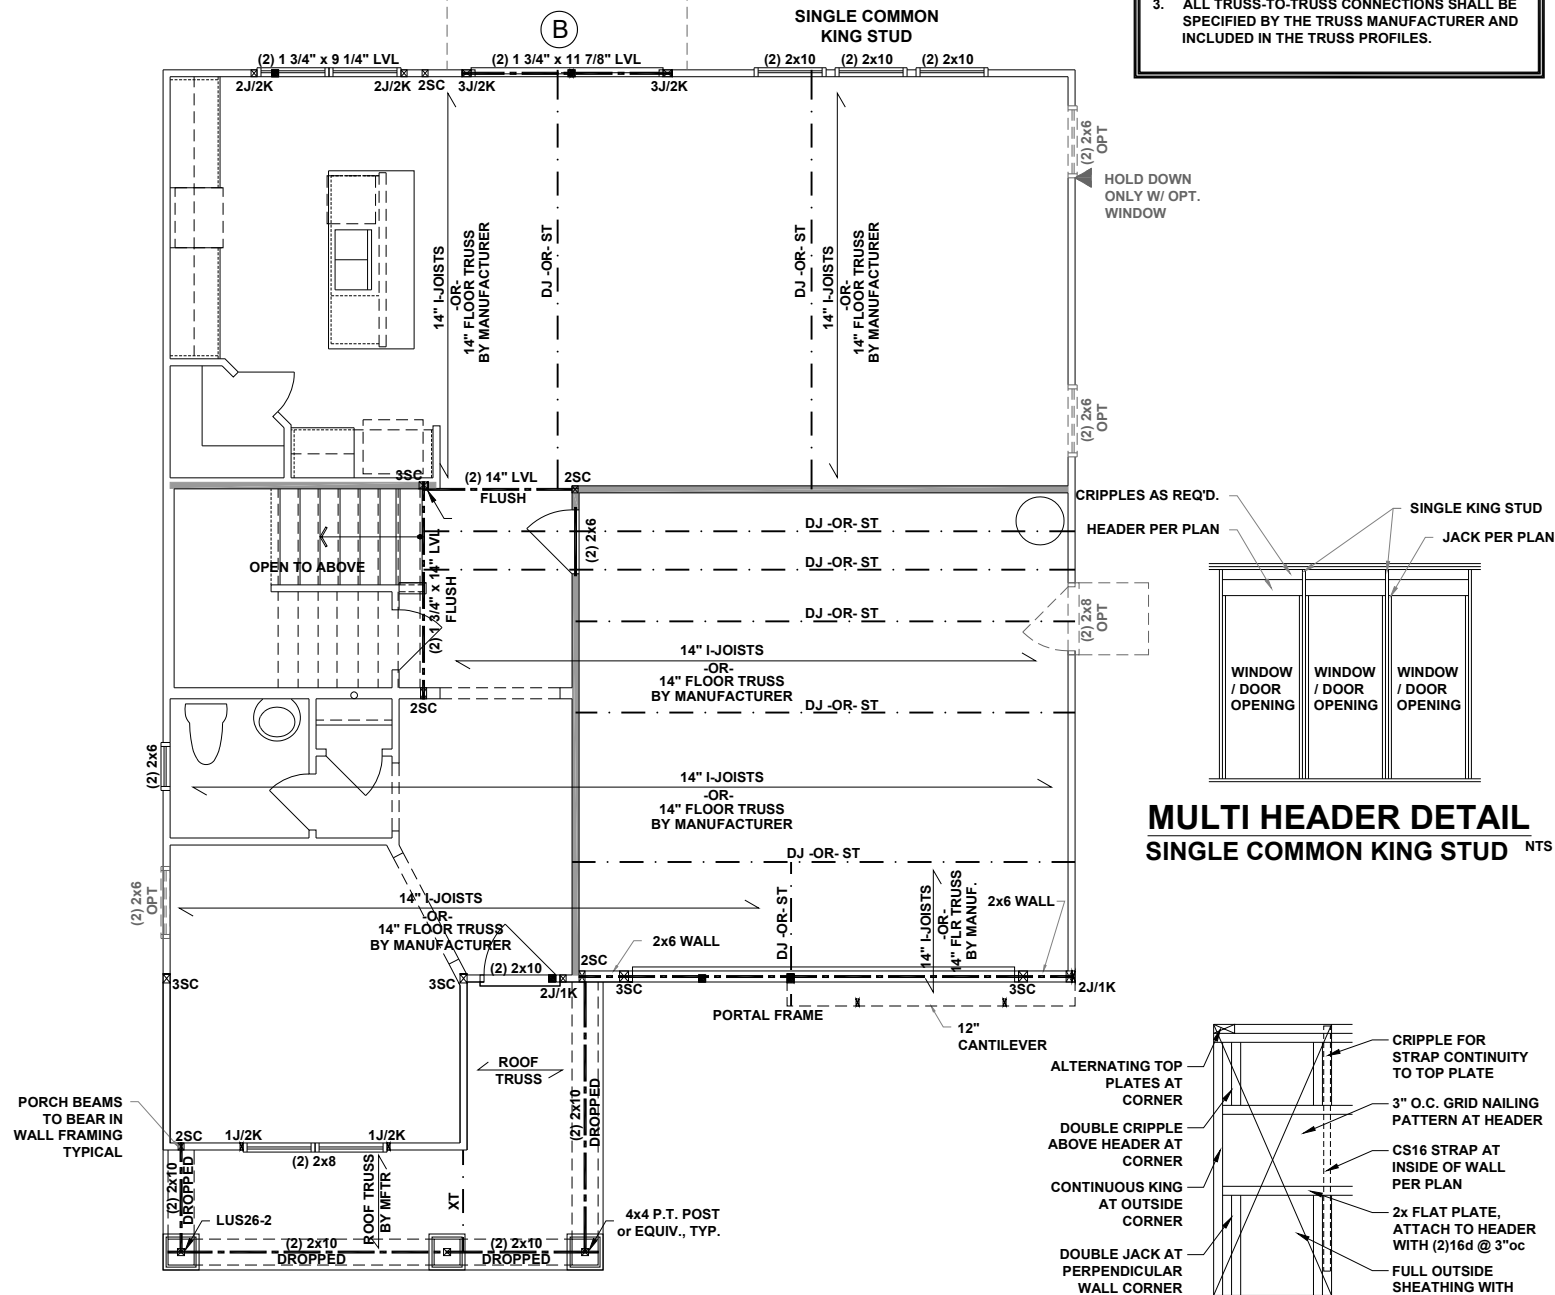 3. ALL TRUSS-TO-TRUSS CONNECTIONS SHALL BE
SPECIFIED BY THE TRUSS MANUFACTURER AND
INCLUDED IN THE TRUSS PROFILES.
B
SINGLE COMMON
KING STUD
(2) 1 3/4" x 9 1/4" LVL
(2) 1 3/4" x 11 7/8" LVL
(2) 2x10
(2) 2x10
(2) 2x10
2J/2K
2J/2K
2SC
3J/2K
3J/2K
(2) 2x6
OPT
HOLD DOWN
ONLY W/ OPT.
WINDOW
14" I-JOISTS
-OR-
14" FLOOR TRUSS
BY MANUFACTURER
DJ -OR- ST
DJ -OR- ST
14" I-JOISTS
-OR-
14" FLOOR TRUSS
BY MANUFACTURER
(2) 2x6
OPT
3SC
(2) 14" LVL
FLUSH
2SC
CRIPPLES AS REQ'D.
HEADER PER PLAN
SINGLE KING STUD
JACK PER PLAN
DJ -OR- ST
(2) 2x6
OPEN TO ABOVE
(2) 1 3/4" x 14" LVL
FLUSH
DJ -OR- ST
DJ -OR- ST
(2) 2x8
OPT
14" I-JOISTS
-OR-
14" FLOOR TRUSS
BY MANUFACTURER
DJ -OR- ST
2SC
WINDOW
/ DOOR
OPENING
WINDOW
/ DOOR
OPENING
WINDOW
/ DOOR
OPENING
(2) 2x6
14" I-JOISTS
-OR-
14" FLOOR TRUSS
BY MANUFACTURER
MULTI HEADER DETAIL
SINGLE COMMON KING STUD NTS
DJ -OR- ST
(2) 2x6
OPT
14" I-JOISTS
-OR-
14" FLOOR TRUSS
BY MANUFACTURER
DJ -OR- ST
14" I-JOISTS
-OR-
14" FLR TRUSS
BY MANUF.
2x6 WALL
2x6 WALL
2SC
(2) 2x10
3SC
3SC
2J/1K
3SC
3SC
2J/1K
PORTAL FRAME
12"
CANTILEVER
ROOF
TRUSS
(2) 2x10
DROPPED
PORCH BEAMS
TO BEAR IN
WALL FRAMING
TYPICAL
2SC
1J/2K
1J/2K
(2) 2x8
(2) 2x10
DROPPED
ROOF TRUSS
BY MFTR
XT
LUS26-2
4x4 P.T. POST
or EQUIV., TYP.
(2) 2x10
DROPPED
(2) 2x10
DROPPED
ALTERNATING TOP
PLATES AT
CORNER
DOUBLE CRIPPLE
ABOVE HEADER AT
CORNER
CONTINUOUS KING
AT OUTSIDE
CORNER
DOUBLE JACK AT
PERPENDICULAR
WALL CORNER
CRIPPLE FOR
STRAP CONTINUITY
TO TOP PLATE
3" O.C. GRID NAILING
PATTERN AT HEADER
CS16 STRAP AT
INSIDE OF WALL
PER PLAN
2x FLAT PLATE,
ATTACH TO HEADER
WITH (2)16d @ 3"oc
FULL OUTSIDE
SHEATHING WITH